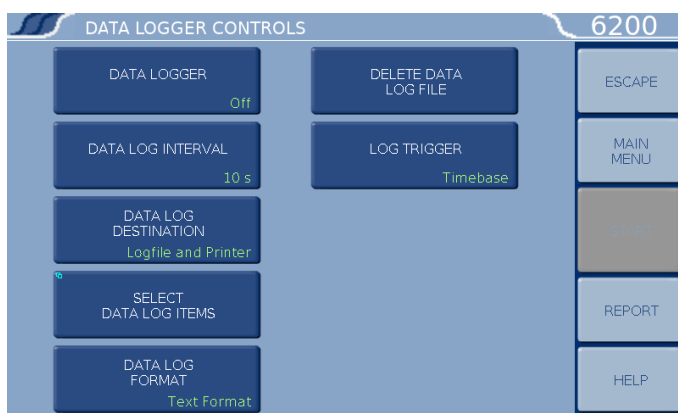 DATA LOGGER CONTROLS
6200
DATA LOGGER
Off
DELETE DATA
LOG FILE
ESCAPE
DATA LOG INTERVAL
10 s
LOG TRIGGER
Timebase
MAIN
MENU
DATA LOG
DESTINATION
Logfile and Printer
START
SELECT
DATA LOG ITEMS
REPORT
DATA LOG
FORMAT
Text Format
HELP